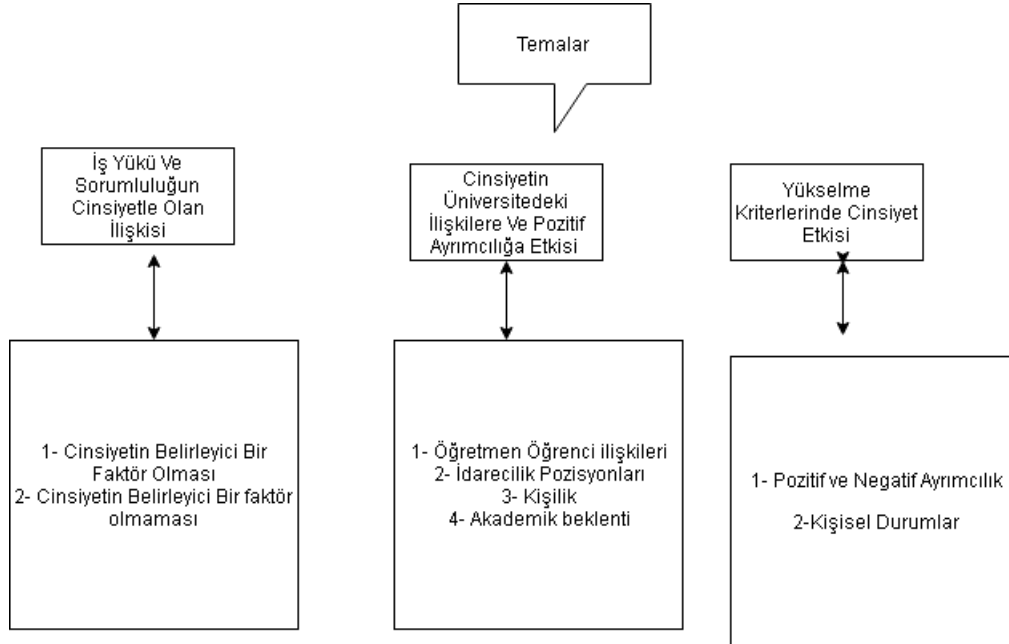 Temalar
İş Yükü Ve
Sorumluluğun
Cinsiyetle Olan
İlişkisi
Cinsiyetin
Üniversitedeki
İlişkilere Ve Pozitif
Ayrımcılığa Etkisi
Yükselme
Kriterlerinde Cinsiyet
Etkisi
1- Cinsiyetin Belirleyici Bir
Faktör Olması
2- Cinsiyetin Belirleyici Bir faktör
olmaması
1- Öğretmen Öğrenci ilişkileri
2- İdarecilik Pozisyonları
3- Kişilik
4- Akademik beklenti
1- Pozitif ve Negatif Ayrımcılık
2-Kişisel Durumlar